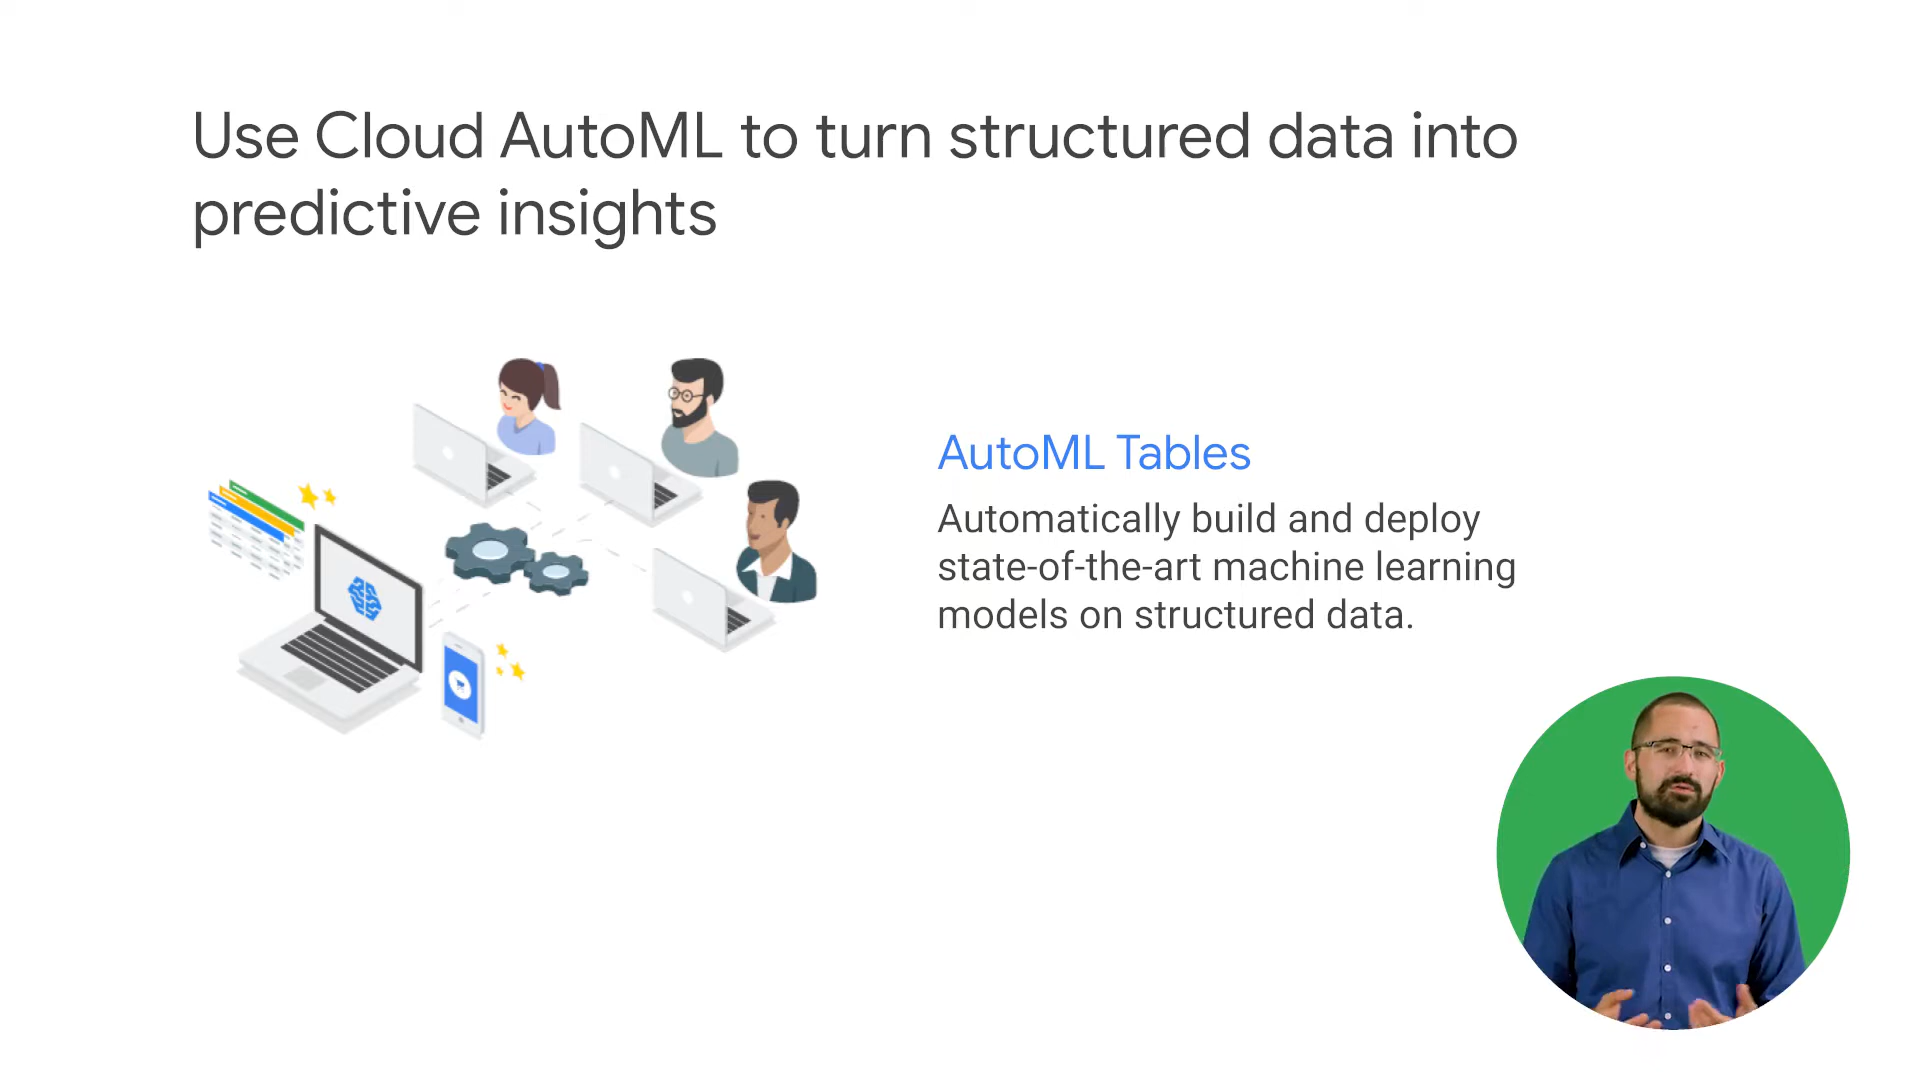 Use Cloud AutoML to turn structured data into
predictive insights
AutoML Tables
Automatically build and deploy
state-of-the-art machine learning
models on structured data.